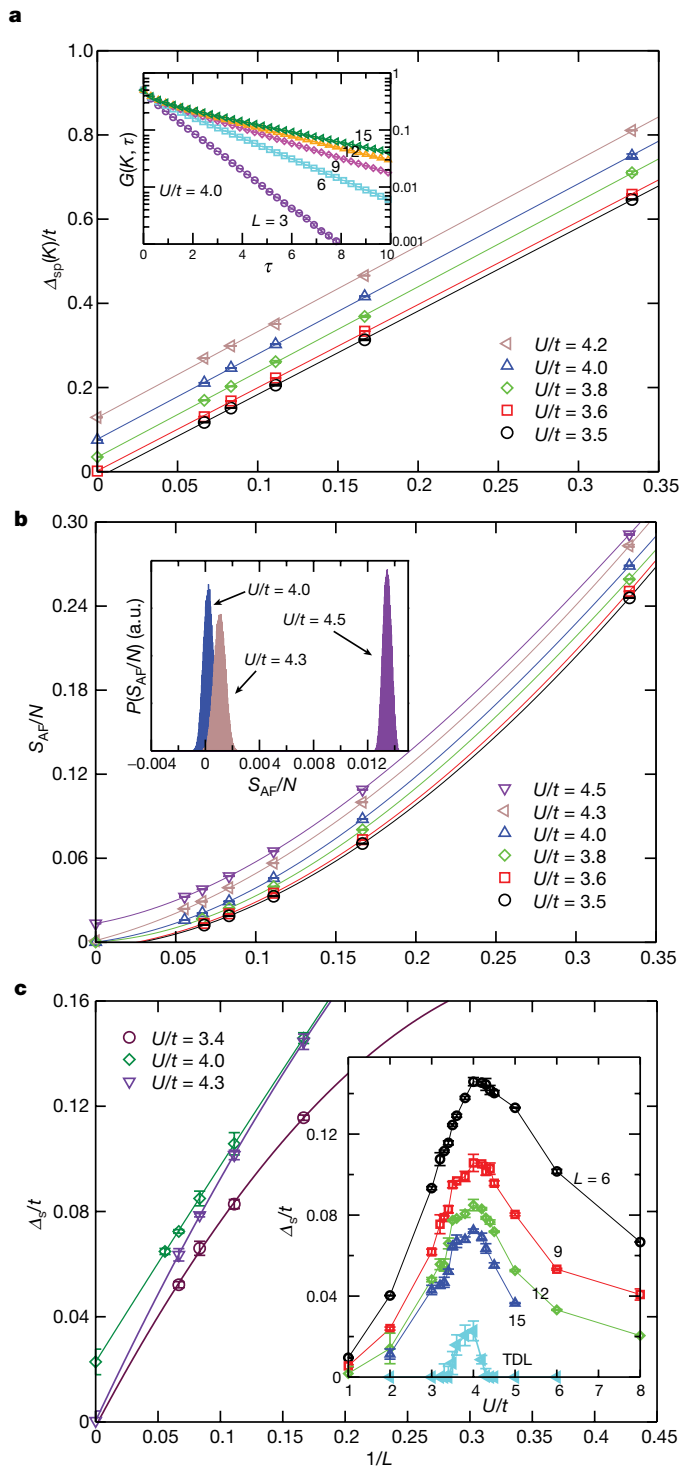 a
1.0
0.8
0.6
0.4
0.2
0
Δsp(K)/t
0 0.05 0.1 0.15 0.2 0.25 0.3 0.35
1
0.1
0.01
0.001
G(K, τ)
15
12
9
6
U/t = 4.0
L = 3
0 2 4 6 8 10
τ
U/t = 4.2
U/t = 4.0
U/t = 3.8
U/t = 3.6
U/t = 3.5
b
0.30
0.24
0.18
0.12
0.06
0
SAF/N
0 0.05 0.1 0.15 0.2 0.25 0.3 0.35
P(SAF/N) (a.u.)
U/t = 4.0
U/t = 4.5
U/t = 4.3
−0.004 0 0.004 0.008 0.012
SAF/N
U/t = 4.5
U/t = 4.3
U/t = 4.0
U/t = 3.8
U/t = 3.6
U/t = 3.5
c
0.16
0.12
0.08
0.04
0
Δs/t
U/t = 3.4
U/t = 4.0
U/t = 4.3
0 0.05 0.10 0.15 0.20 0.25 0.30 0.35 0.40 0.45
1/L
0.12
0.08
0.04
0
Δs/t
L = 6
9
12
15
TDL
1 2 3 4 5 6 7 8
U/t